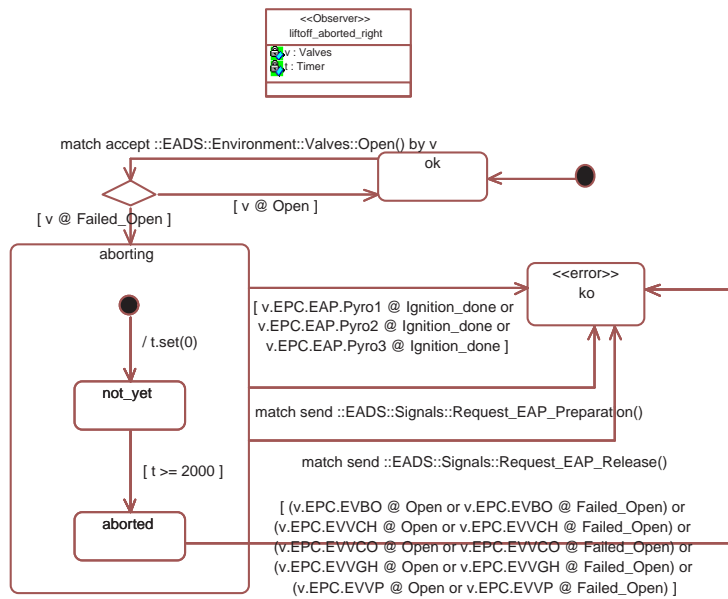 <<Observer>>
liftoff_aborted_right
v : Valves
t : Timer
match accept ::EADS::Environment::Valves::Open() by v
ok
[ v @ Open ]
[ v @ Failed_Open ]
aborting
<<error>>
ko
[ v.EPC.EAP.Pyro1 @ Ignition_done or
v.EPC.EAP.Pyro2 @ Ignition_done or
v.EPC.EAP.Pyro3 @ Ignition_done ]
/ t.set(0)
not_yet
match send ::EADS::Signals::Request_EAP_Preparation()
match send ::EADS::Signals::Request_EAP_Release()
[ t >= 2000 ]
aborted
[ (v.EPC.EVBO @ Open or v.EPC.EVBO @ Failed_Open) or
(v.EPC.EVVCH @ Open or v.EPC.EVVCH @ Failed_Open) or
(v.EPC.EVVCO @ Open or v.EPC.EVVCO @ Failed_Open) or
(v.EPC.EVVGH @ Open or v.EPC.EVVGH @ Failed_Open) or
(v.EPC.EVVP @ Open or v.EPC.EVVP @ Failed_Open) ]